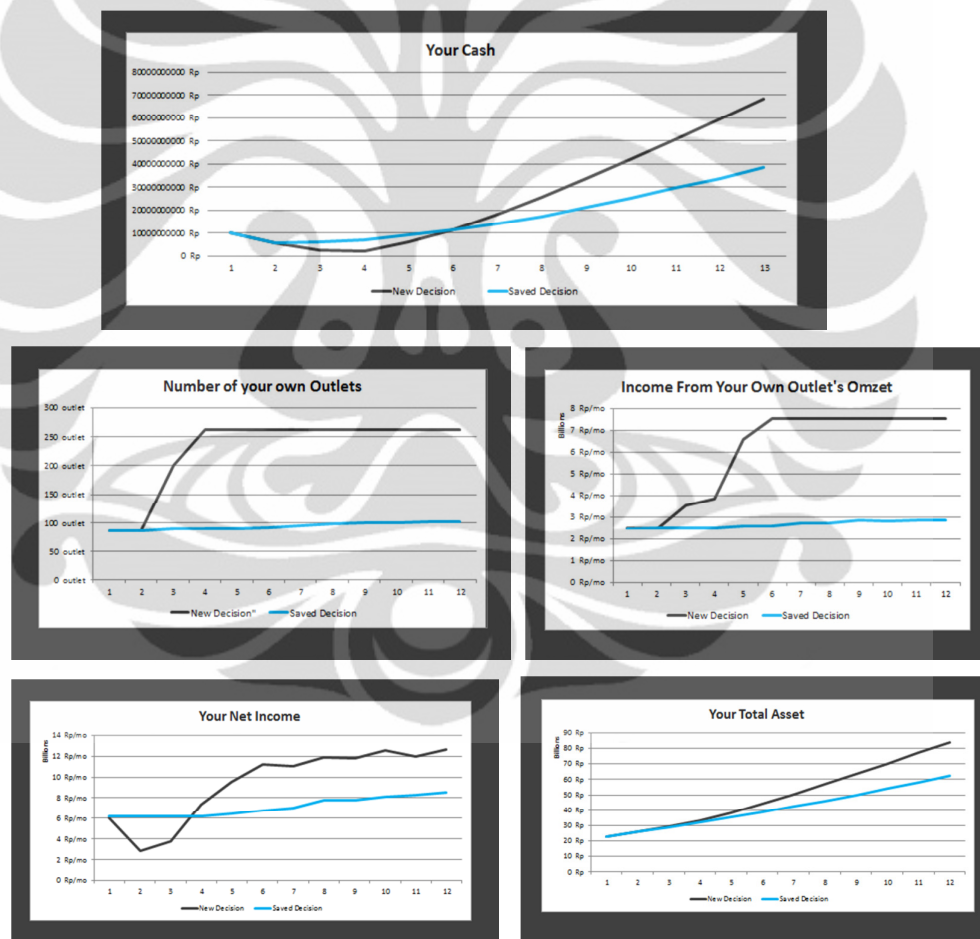 Your Cash
80000000000 Rp
70000000000 Rp
60000000000 Rp
50000000000 Rp
40000000000 Rp
30000000000 Rp
20000000000 Rp
10000000000 Rp
0 Rp
1 2 3 4 5 6 7 8 9 10 11 12 13
New Decision Saved Decision
Number of your own Outlets
300 outlet
250 outlet
200 outlet
150 outlet
100 outlet
50 outlet
0 outlet
1 2 3 4 5 6 7 8 9 10 11 12
New Decision" Saved Decision
Income From Your Own Outlet's Omzet
Billions
8 Rp/mo
7 Rp/mo
6 Rp/mo
5 Rp/mo
4 Rp/mo
3 Rp/mo
2 Rp/mo
1 Rp/mo
0 Rp/mo
1 2 3 4 5 6 7 8 9 10 11 12
New Decision Saved Decision
Your Net Income
Billions
14 Rp/mo
12 Rp/mo
10 Rp/mo
8 Rp/mo
6 Rp/mo
4 Rp/mo
2 Rp/mo
0 Rp/mo
1 2 3 4 5 6 7 8 9 10 11 12
New Decision Saved Decision
Your Total Asset
Billions
90 Rp
80 Rp
70 Rp
60 Rp
50 Rp
40 Rp
30 Rp
20 Rp
10 Rp
0 Rp
1 2 3 4 5 6 7 8 9 10 11 12
New Decision Saved Decision